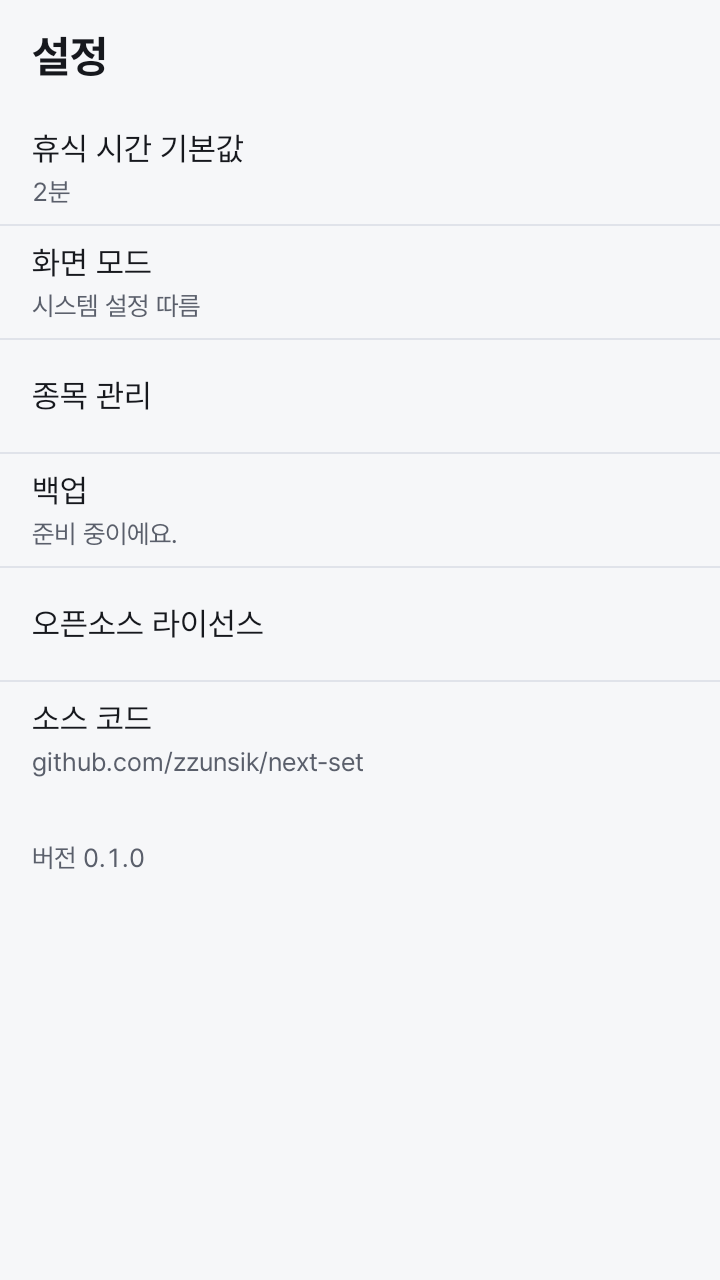 설정
휴식 시간 기본값
2분
화면 모드
시스템 설정 따름
종목 관리
백업
준비 중이에요.
오픈소스 라이선스
소스 코드
github.com/zzunsik/next-set
버전 0.1.0